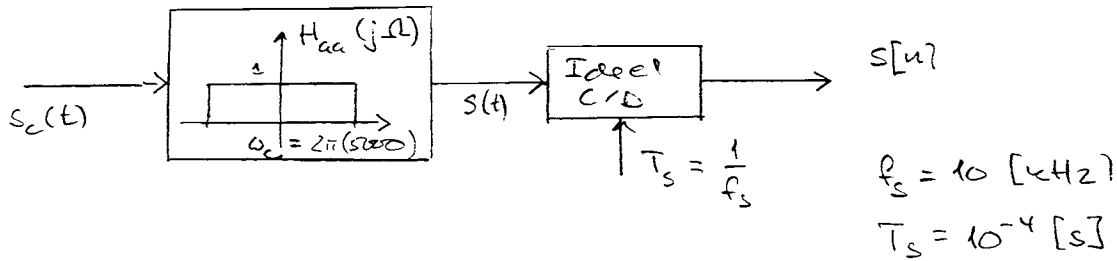 H_aa (jΩ)
1
s_c(t)
ω_c = 2π(5000)
s(t)
Ideal
C/D
s[n]
T_s = 1/f_s
f_s = 10 [kHz]
T_s = 10^-4 [s]